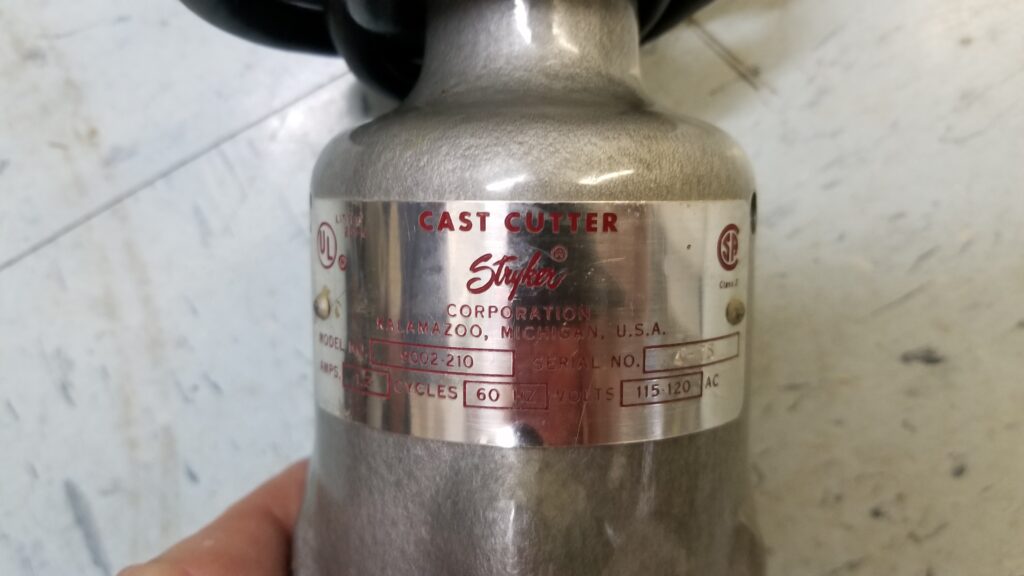 UL
CAST CUTTER
Stryker®
CORPORATION
KALAMAZOO, MICHIGAN, U.S.A.
MODEL NO. 9002-210 SERIAL NO.
AMPS. CYCLES 60 HZ VOLTS 115-120 AC